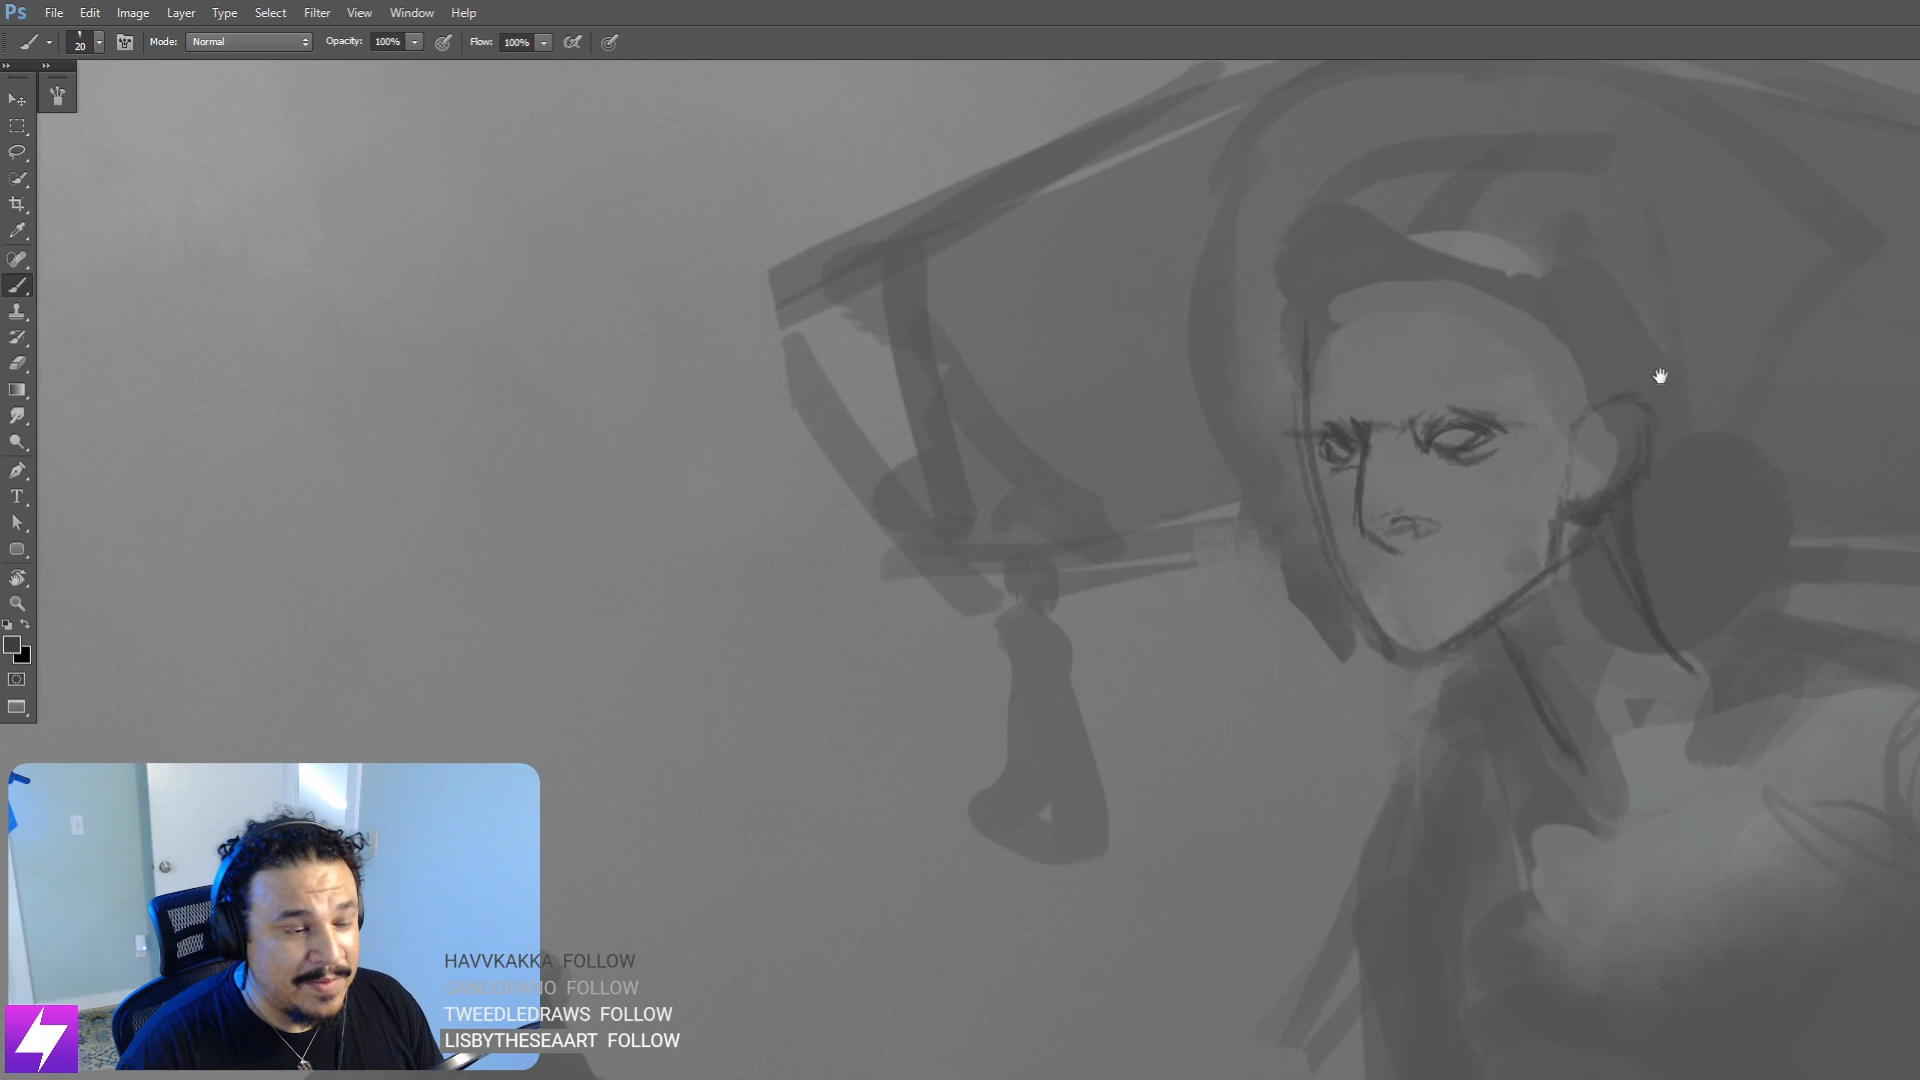 Ps File Edit Image Layer Type Select Filter View Window Help
20 Mode: Normal Opacity: 100% Flow: 100%
T
HAVVKAKKA FOLLOW
SANDORANO FOLLOW
TWEEDLEDRAWS FOLLOW
LISBYTHESEAART FOLLOW